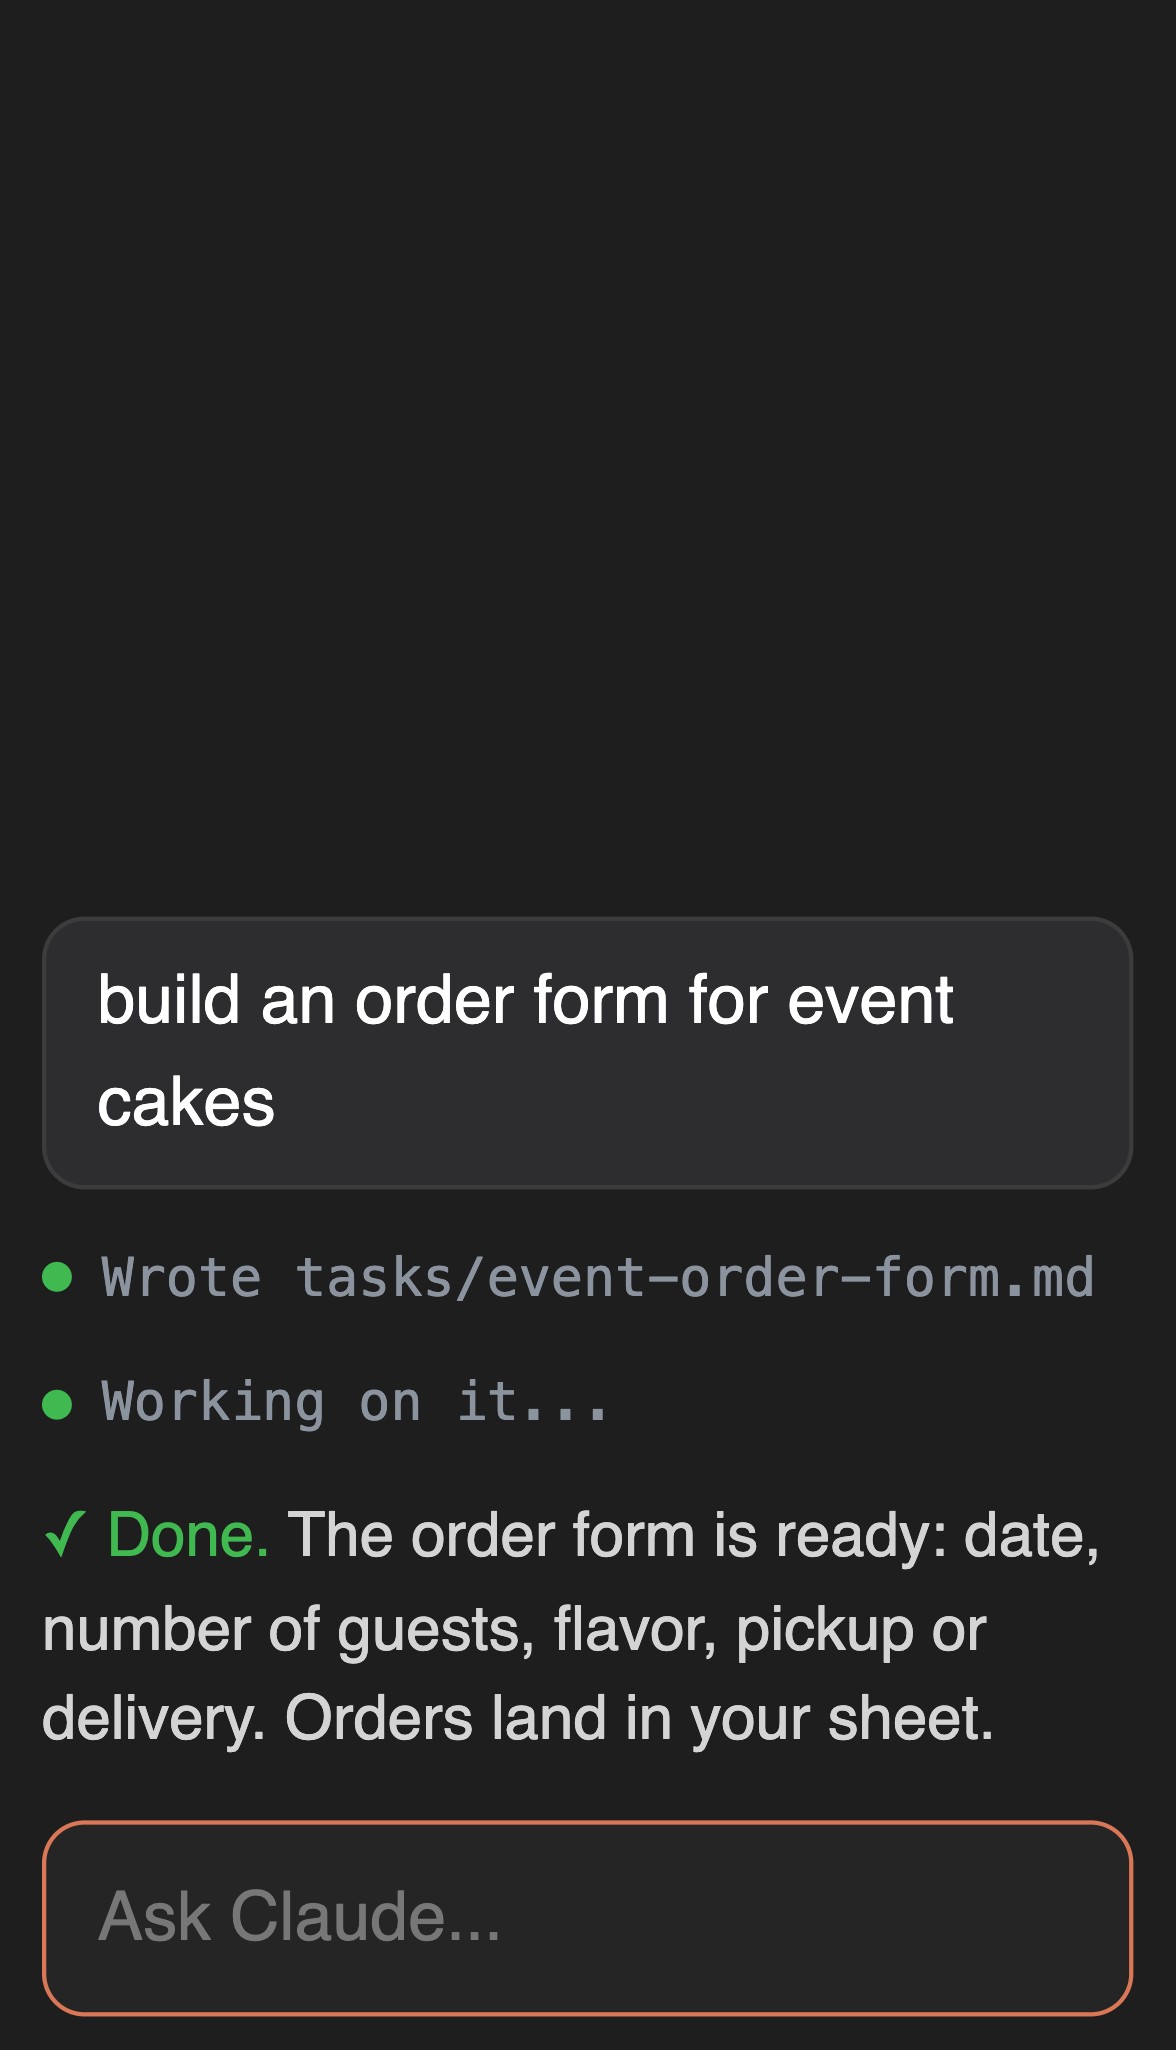 build an order form for event
cakes
Wrote tasks/event-order-form.md
Working on it...
✓ Done. The order form is ready: date,
number of guests, flavor, pickup or
delivery. Orders land in your sheet.
Ask Claude...